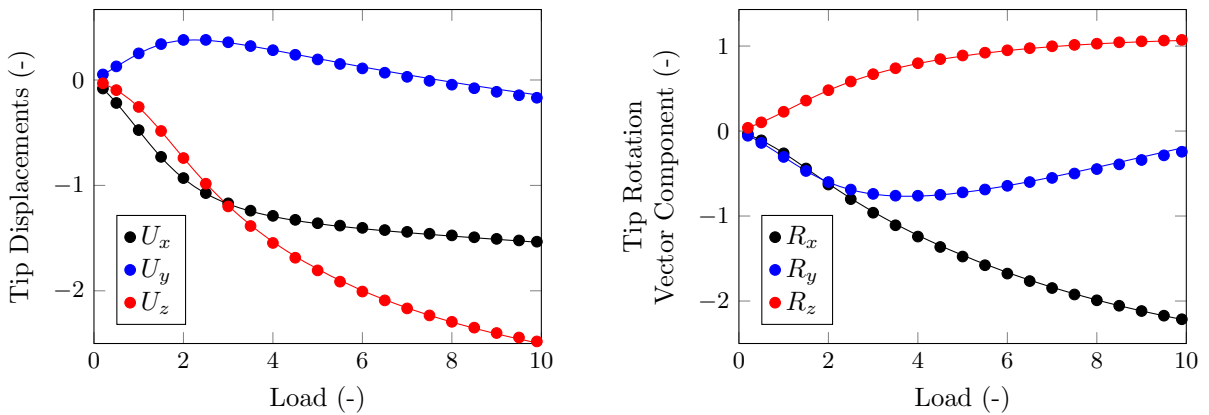 Tip Displacements (-)
0
−1
−2
U_x
U_y
U_z
0 2 4 6 8 10
Load (-)
Tip Rotation
Vector Component (-)
1
0
−1
−2
R_x
R_y
R_z
0 2 4 6 8 10
Load (-)